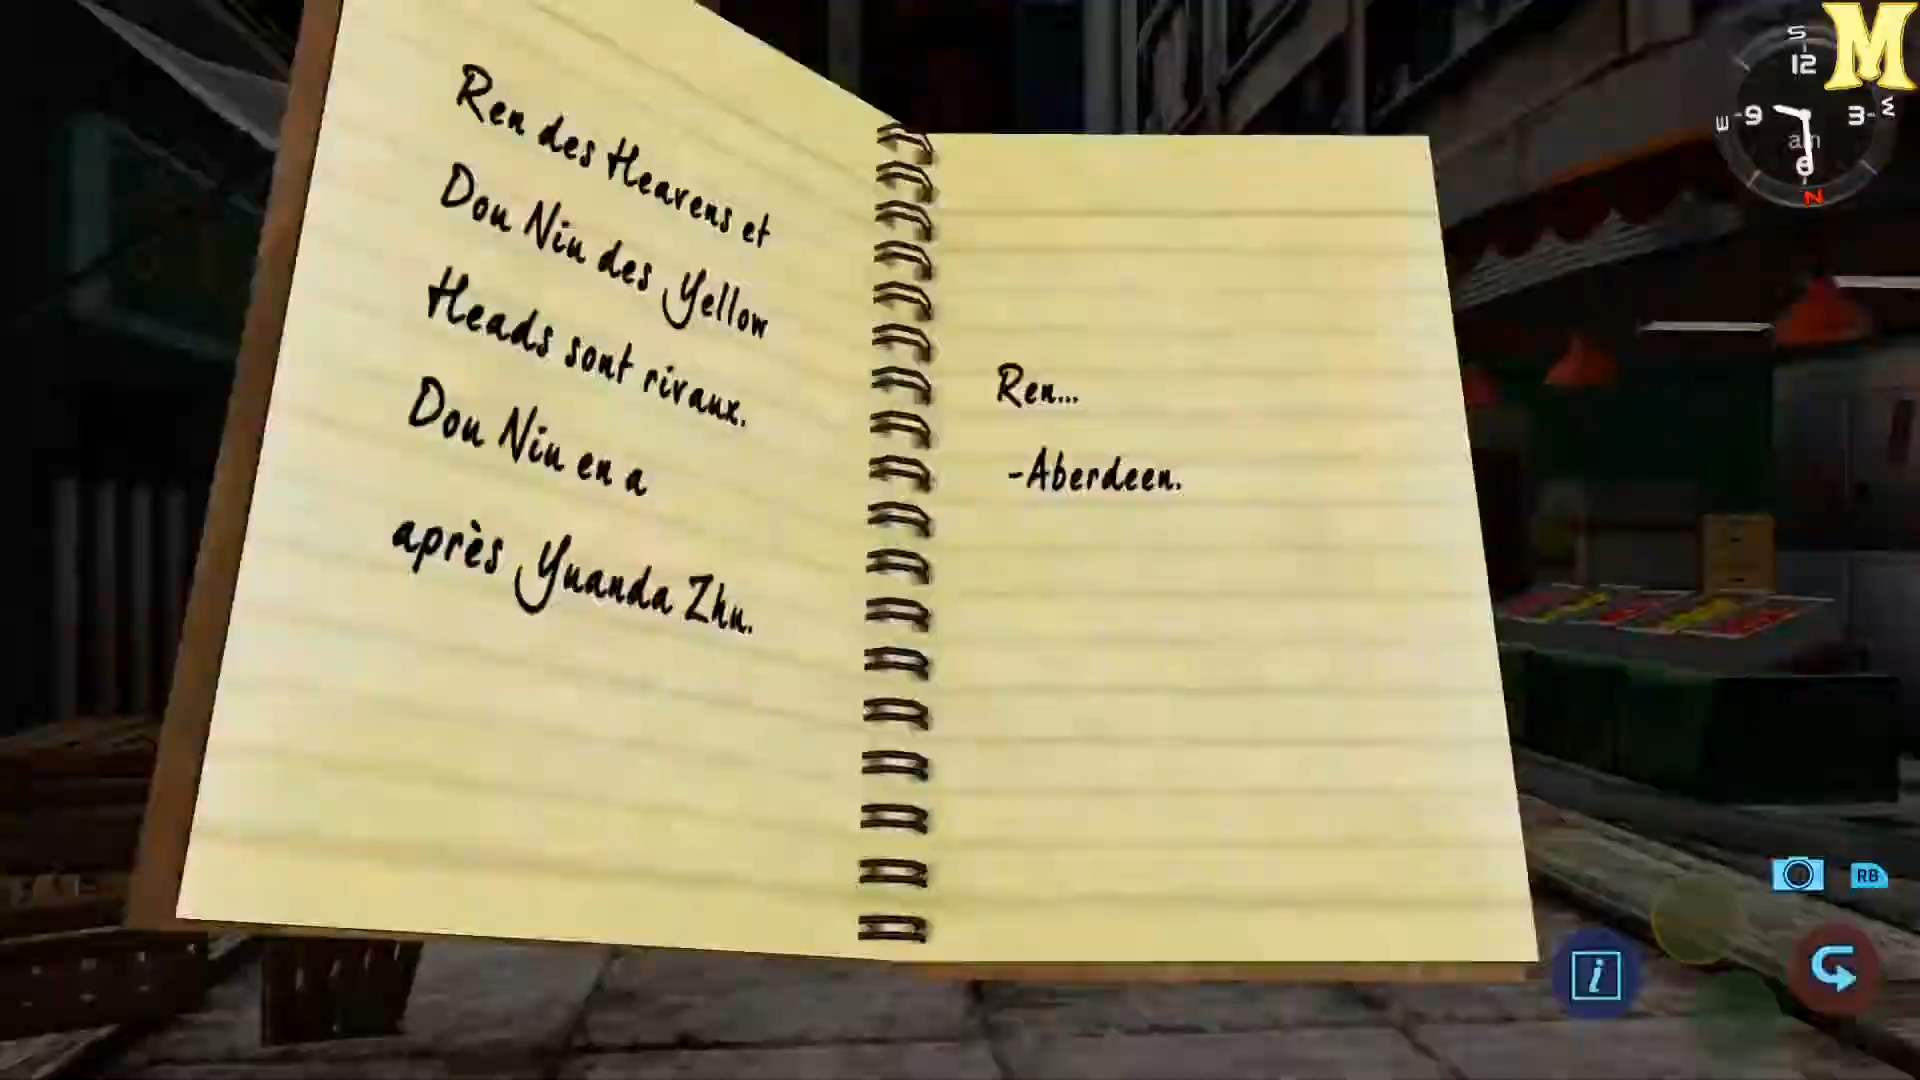 Ren des Heavens et
Dou Niu des Yellow
Heads sont rivaux.
Dou Niu en a
après Yuanda Zhu.
Ren...
-Aberdeen.
M
S
12
E
9
3
W
am
6
N
RB
i